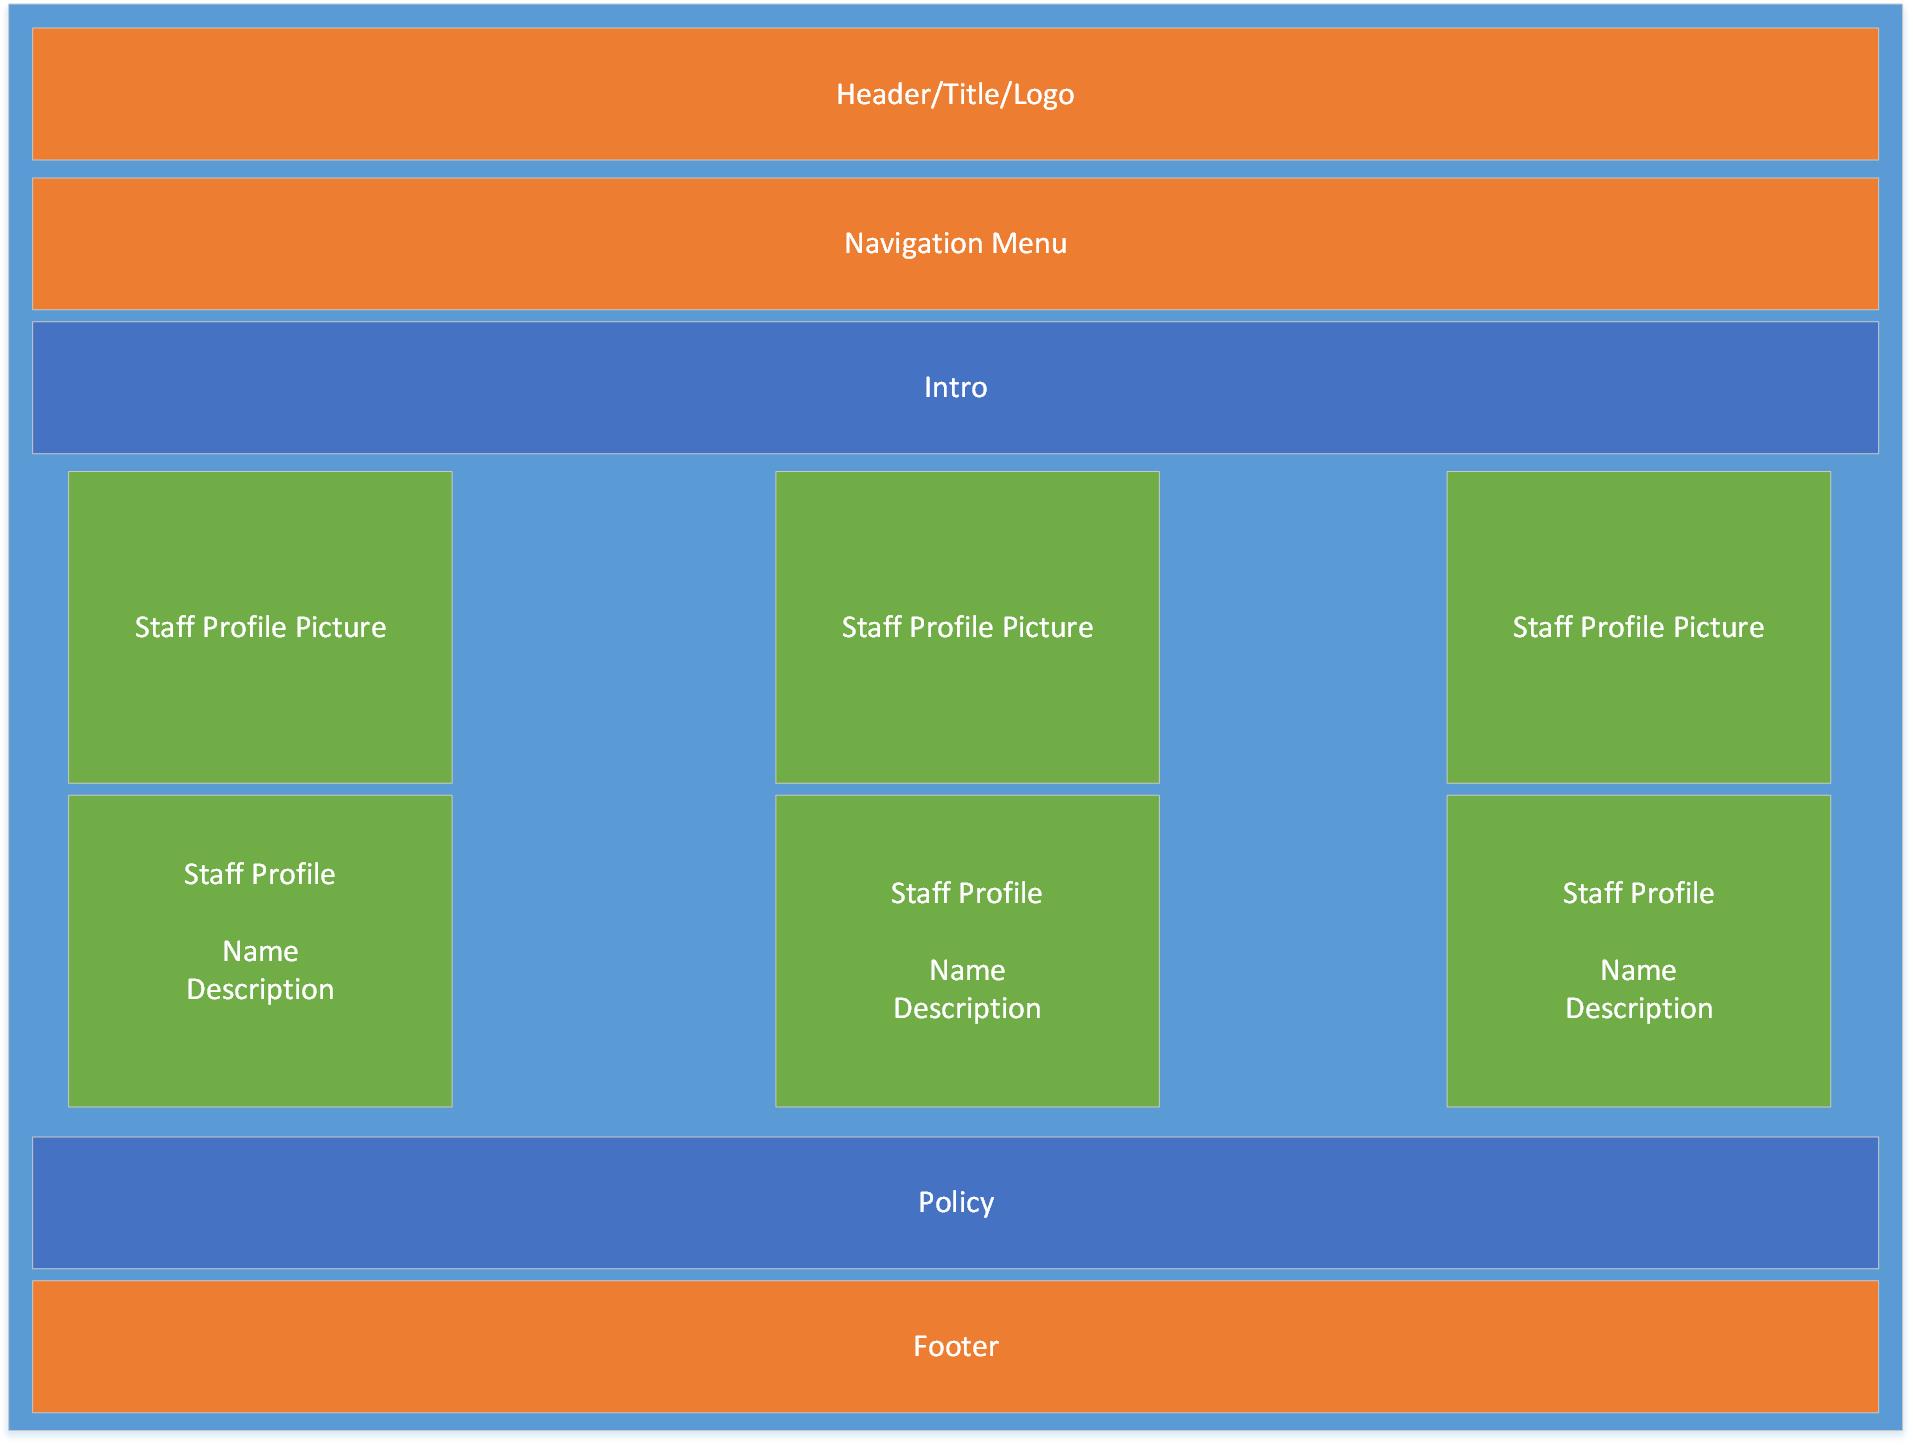 Header/Title/Logo
Navigation Menu
Intro
Staff Profile Picture
Staff Profile Picture
Staff Profile Picture
Staff Profile
Name
Description
Staff Profile
Name
Description
Staff Profile
Name
Description
Policy
Footer